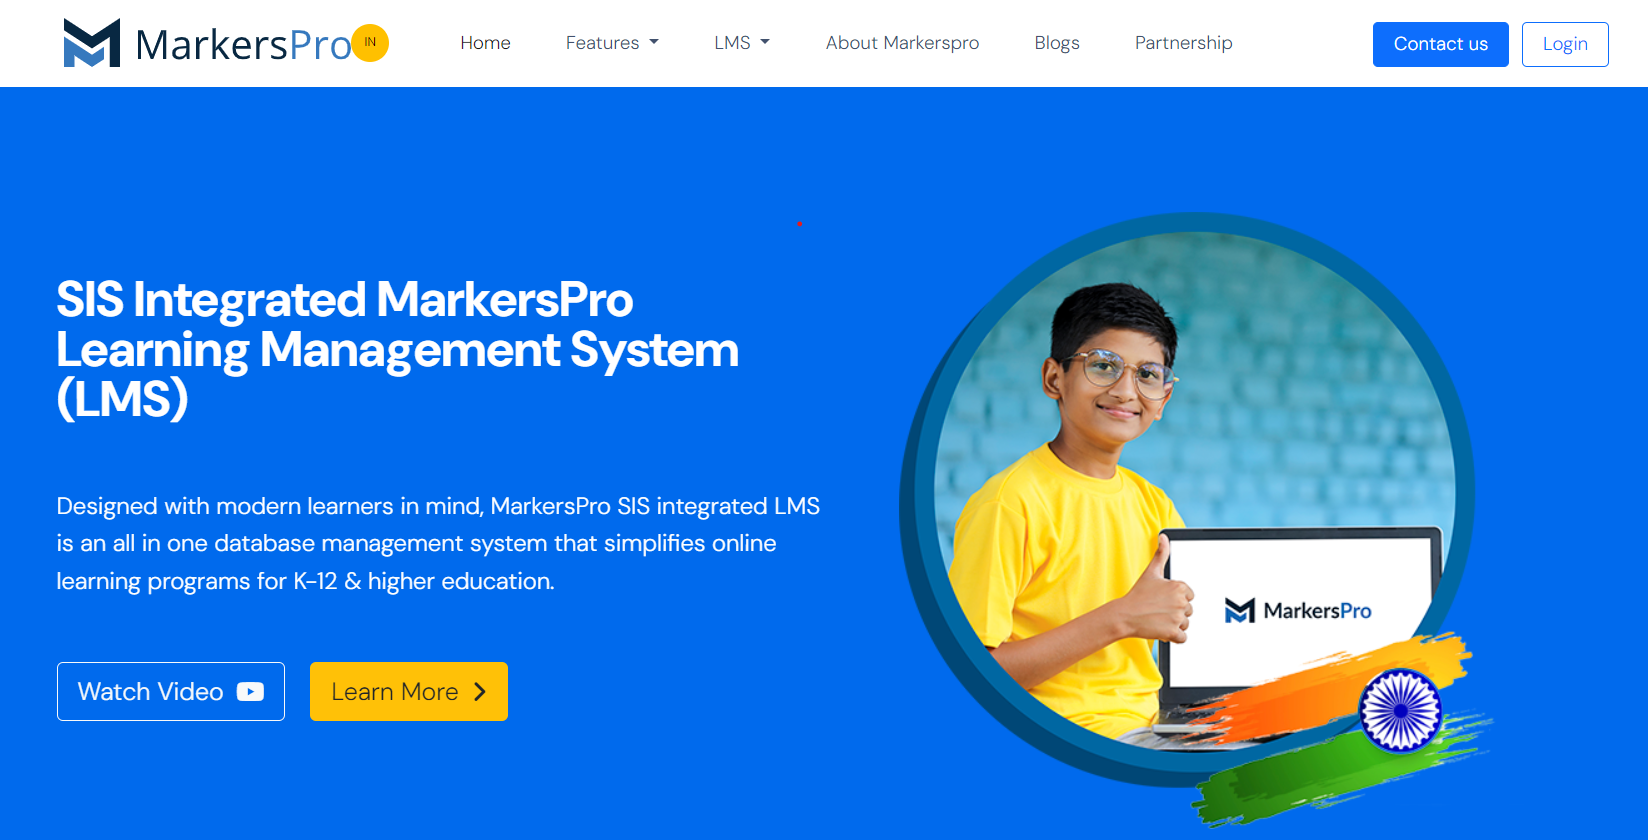 MarkersPro IN
Home
Features
LMS
About Markerspro
Blogs
Partnership
Contact us
Login
SIS Integrated MarkersPro
Learning Management System
(LMS)
Designed with modern learners in mind, MarkersPro SIS integrated LMS
is an all in one database management system that simplifies online
learning programs for K-12 & higher education.
Watch Video
Learn More
MarkersPro